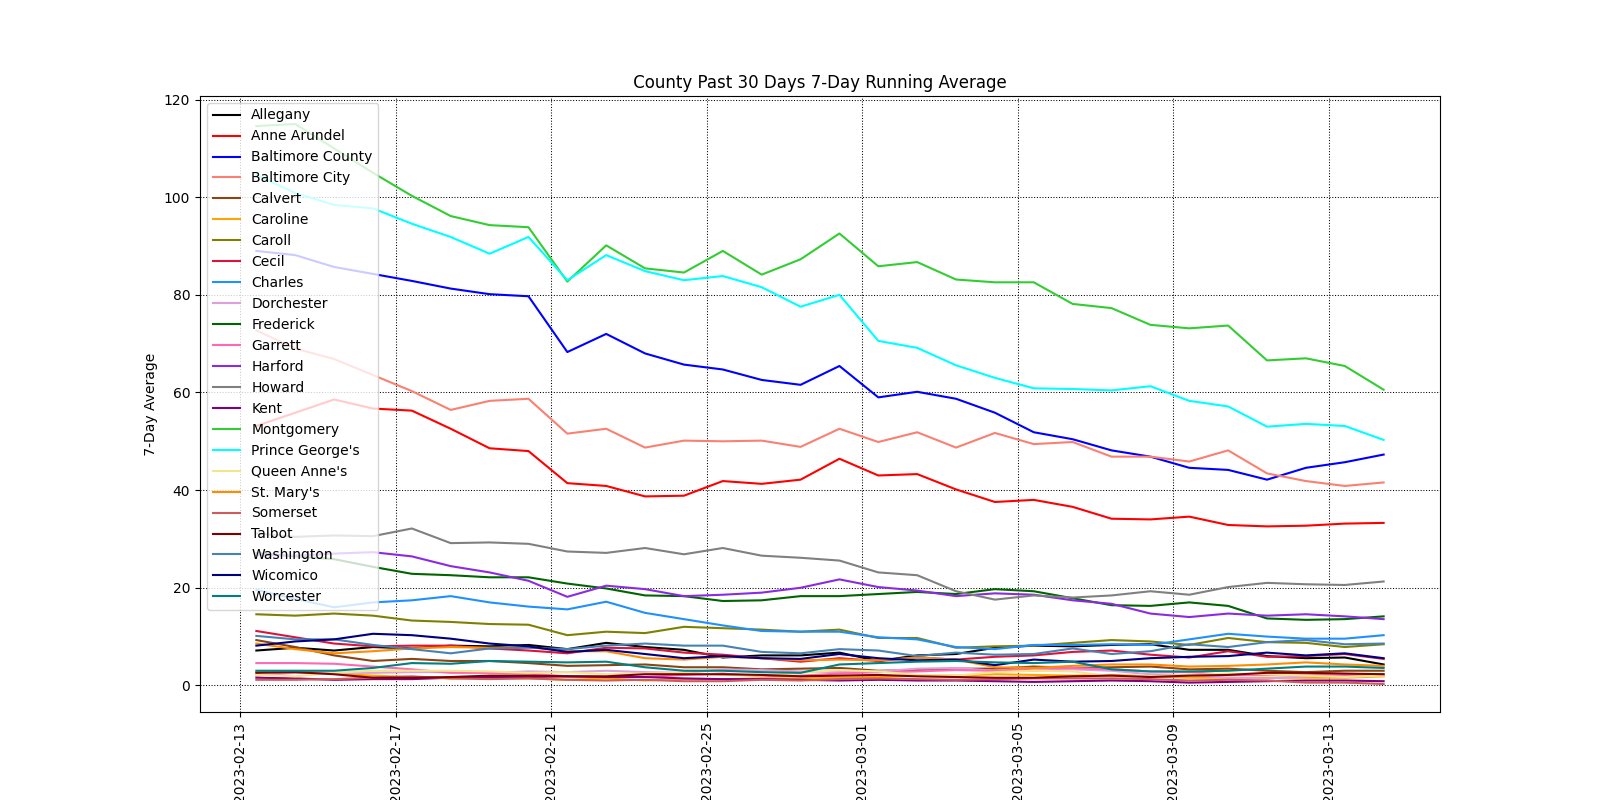 County Past 30 Days 7-Day Running Average
120
100
80
60
40
20
0
7-Day Average
Allegany
Anne Arundel
Baltimore County
Baltimore City
Calvert
Caroline
Caroll
Cecil
Charles
Dorchester
Frederick
Garrett
Harford
Howard
Kent
Montgomery
Prince George's
Queen Anne's
St. Mary's
Somerset
Talbot
Washington
Wicomico
Worcester
2023-02-13
2023-02-17
2023-02-21
2023-02-25
2023-03-01
2023-03-05
2023-03-09
2023-03-13